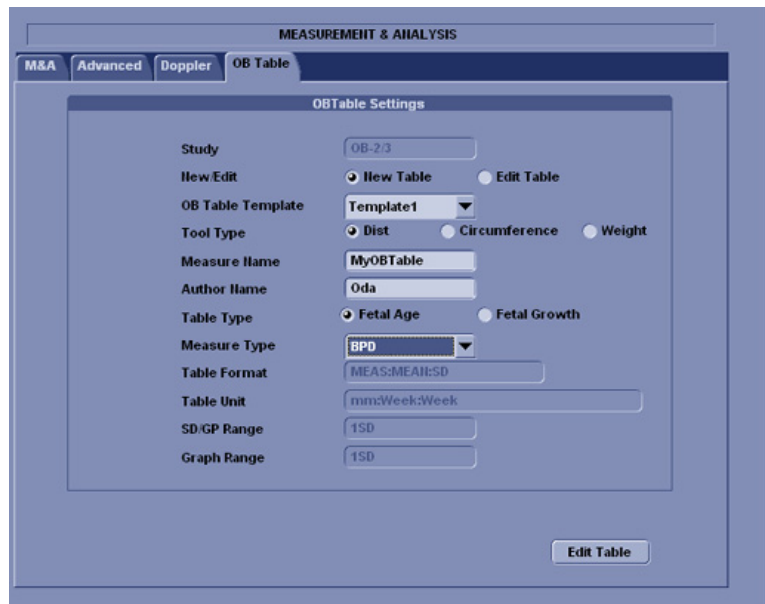 MEASUREMENT & ANALYSIS
M&A Advanced Doppler OB Table
OBTable Settings
Study OB-2/3
New/Edit New Table Edit Table
OB Table Template Template1
Tool Type Dist Circumference Weight
Measure Name MyOBTable
Author Name Oda
Table Type Fetal Age Fetal Growth
Measure Type BPD
Table Format MEAS:MEAN:SD
Table Unit mm:Week:Week
SD/GP Range 1SD
Graph Range 1SD
Edit Table